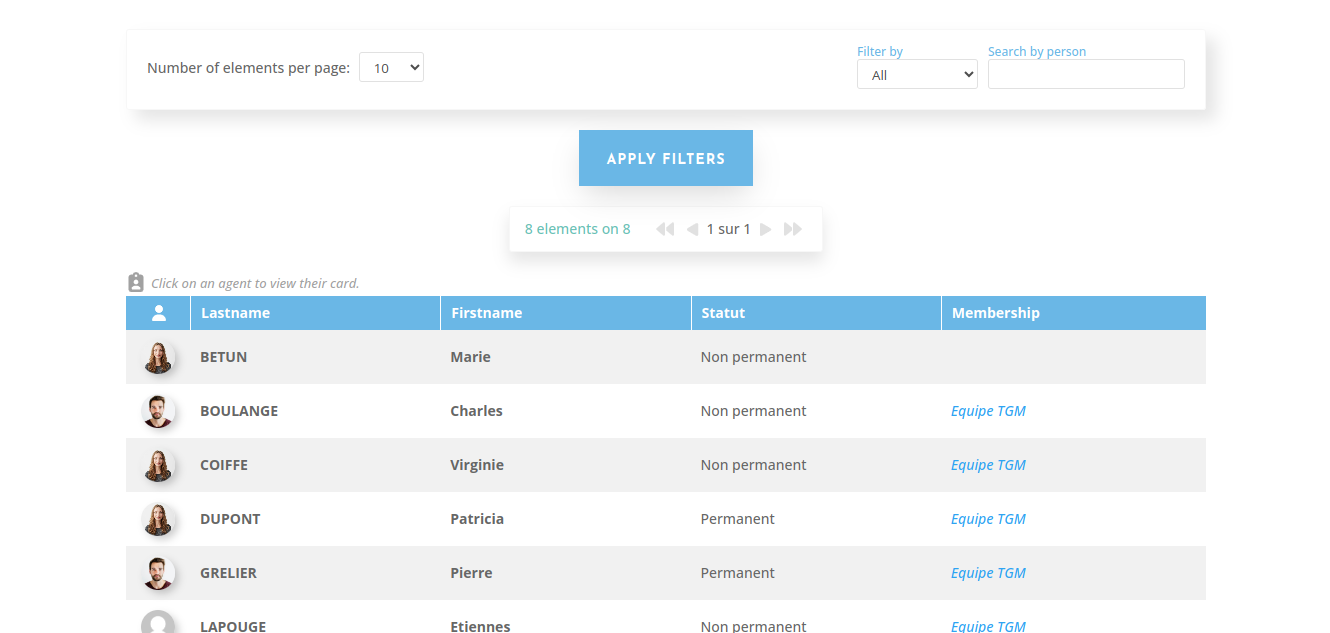 Number of elements per page: 10
Filter by
All
Search by person
APPLY FILTERS
8 elements on 8 1 sur 1
Click on an agent to view their card.
Lastname Firstname Statut Membership
BETUN Marie Non permanent
BOULANGE Charles Non permanent Equipe TGM
COIFFE Virginie Non permanent Equipe TGM
DUPONT Patricia Permanent Equipe TGM
GRELIER Pierre Permanent Equipe TGM
LAPOUGE Etiennes Non permanent Equipe TGM